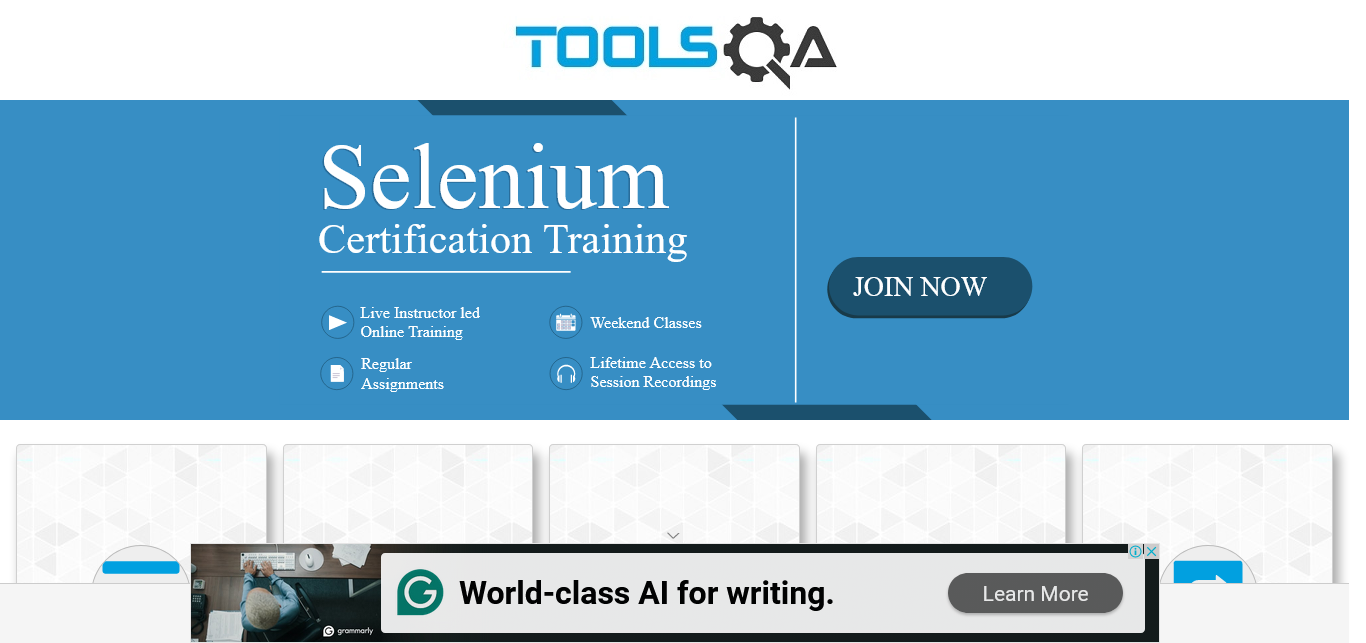 TOOLSQA
Selenium
Certification Training
Live Instructor led
Online Training
Weekend Classes
Regular
Assignments
Lifetime Access to
Session Recordings
JOIN NOW
World-class AI for writing.
Learn More
grammarly